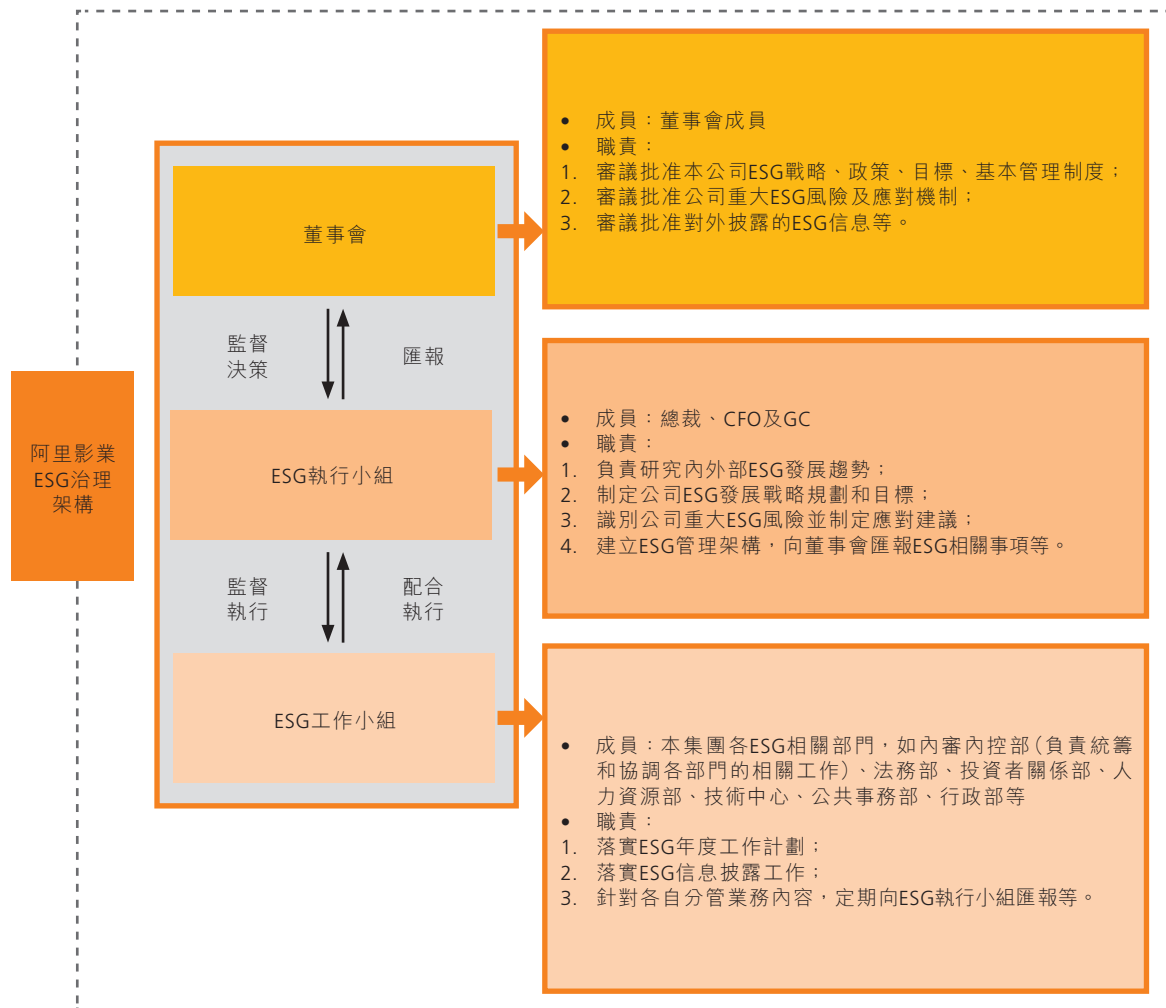 阿里影業
ESG治理
架構
董事會
監督
決策
匯報
ESG執行小組
監督
執行
配合
執行
ESG工作小組
• 成員：董事會成員
• 職責：
1. 審議批准本公司ESG戰略、政策、目標、基本管理制度；
2. 審議批准公司重大ESG風險及應對機制；
3. 審議批准對外披露的ESG信息等。
• 成員：總裁、CFO及GC
• 職責：
1. 負責研究內外部ESG發展趨勢；
2. 制定公司ESG發展戰略規劃和目標；
3. 識別公司重大ESG風險並制定應對建議；
4. 建立ESG管理架構，向董事會匯報ESG相關事項等。
• 成員：本集團各ESG相關部門，如內審內控部（負責統籌
和協調各部門的相關工作）、法務部、投資者關係部、人
力資源部、技術中心、公共事務部、行政部等
• 職責：
1. 落實ESG年度工作計劃；
2. 落實ESG信息披露工作；
3. 針對各自分管業務內容，定期向ESG執行小組匯報等。